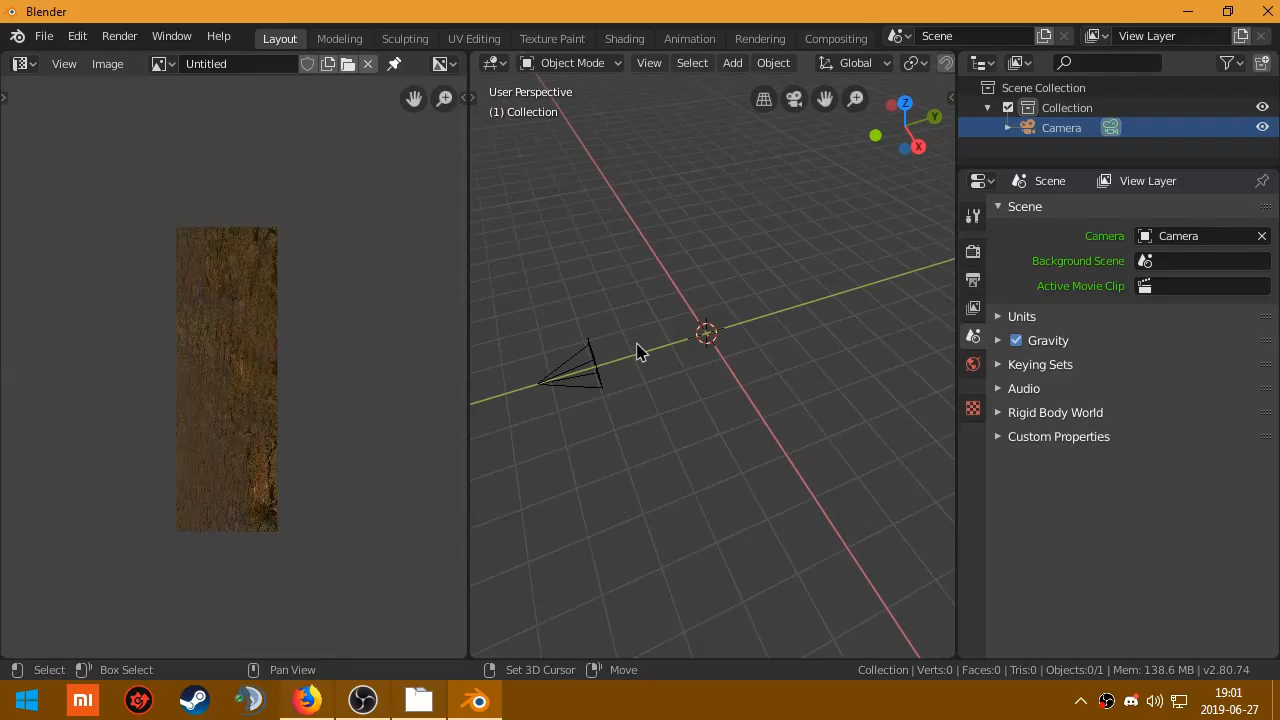 Blender
File Edit Render Window Help
Layout Modeling Sculpting UV Editing Texture Paint Shading Animation Rendering Compositing
Scene
View Layer
View Image
Untitled
Object Mode
View Select Add Object
Global
User Perspective
(1) Collection
Z
Y
X
Scene Collection
Collection
Camera
Scene
View Layer
Scene
Camera
Camera
Background Scene
Active Movie Clip
Units
Gravity
Keying Sets
Audio
Rigid Body World
Custom Properties
Select
Box Select
Pan View
Set 3D Cursor
Move
Collection | Verts:0 | Faces:0 | Tris:0 | Objects:0/1 | Mem: 138.6 MB | v2.80.74
mi
19:01
2019-06-27